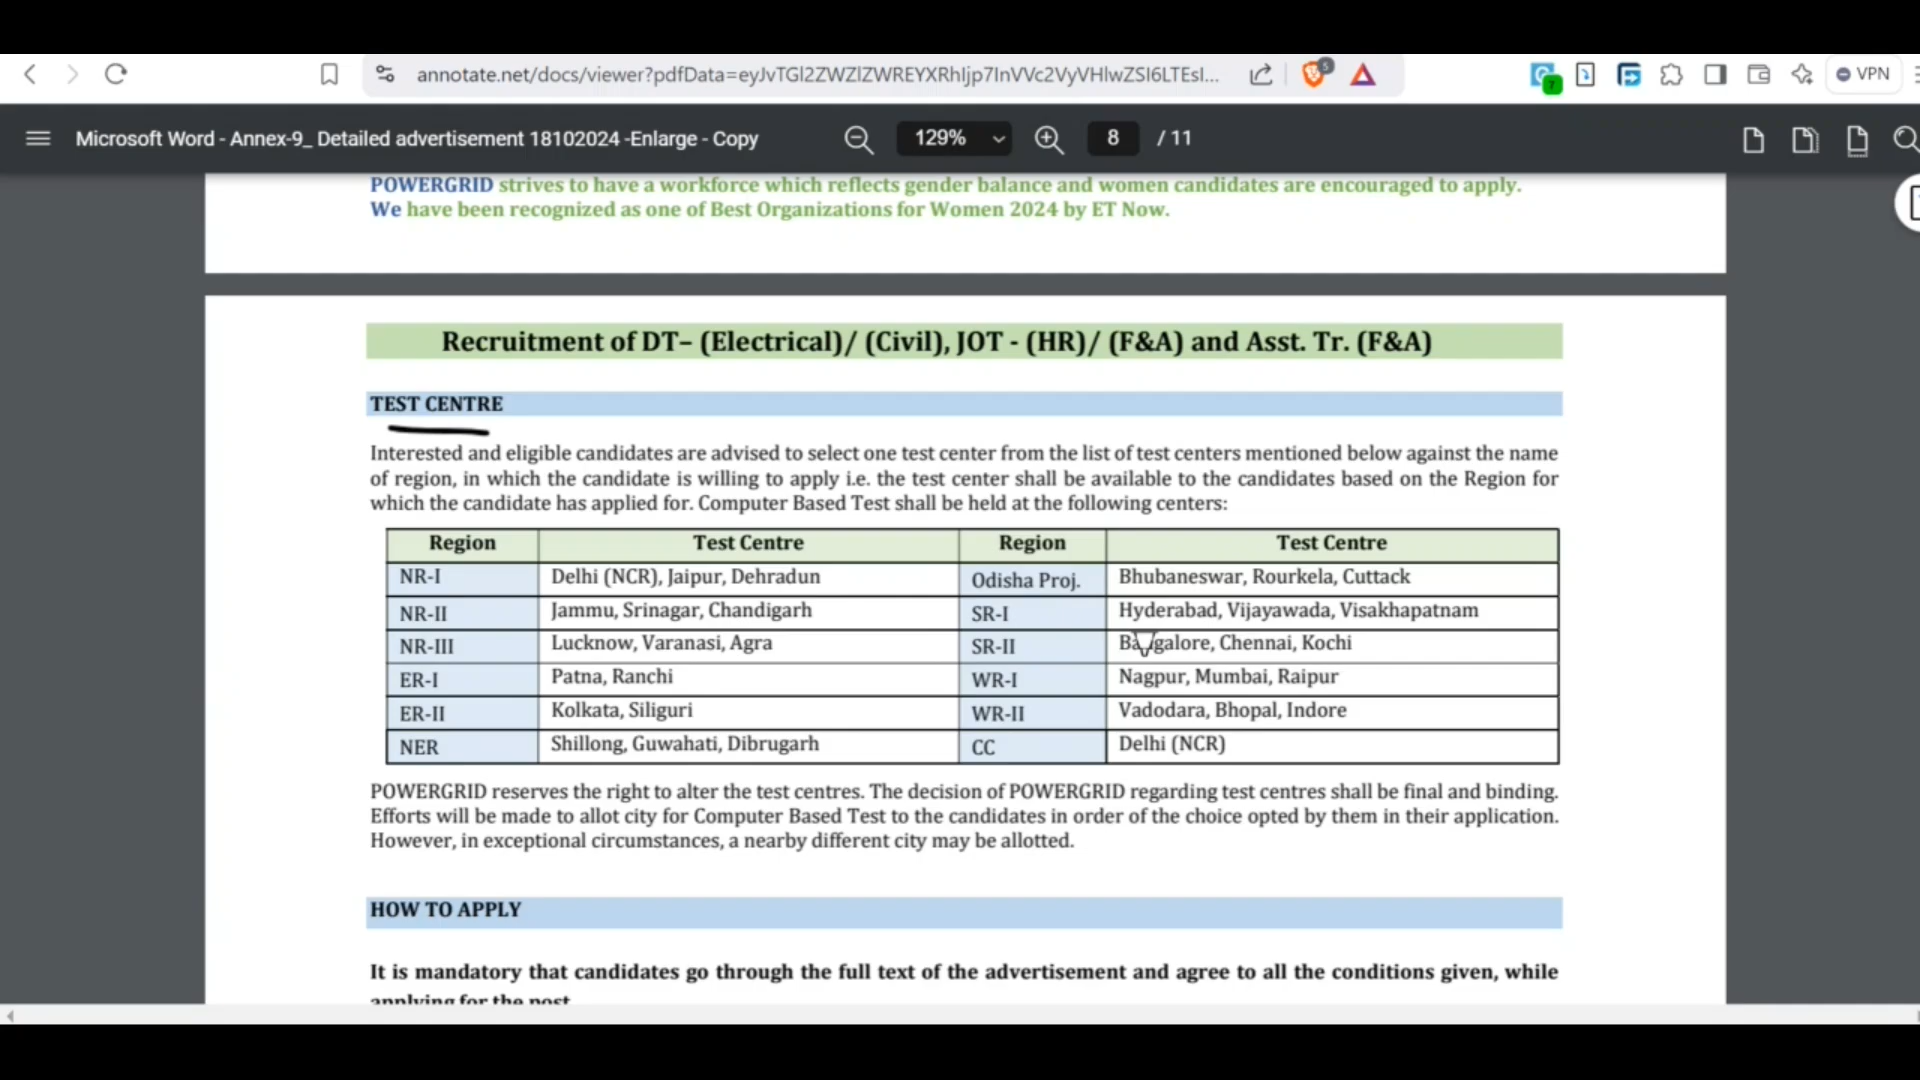 annotate.net/docs/viewer?pdfData=eyJvTGl2ZWZlZWREYXRhIjp7InVVc2VyVHlwZSI6LTEsI...
5
7
VPN
Microsoft Word - Annex-9_ Detailed advertisement 18102024 -Enlarge - Copy
129%
8 / 11
POWERGRID strives to have a workforce which reflects gender balance and women candidates are encouraged to apply.
We have been recognized as one of Best Organizations for Women 2024 by ET Now.
Recruitment of DT– (Electrical)/ (Civil), JOT - (HR)/ (F&A) and Asst. Tr. (F&A)
TEST CENTRE
Interested and eligible candidates are advised to select one test center from the list of test centers mentioned below against the name
of region, in which the candidate is willing to apply i.e. the test center shall be available to the candidates based on the Region for
which the candidate has applied for. Computer Based Test shall be held at the following centers:
Region Test Centre Region Test Centre
NR-I Delhi (NCR), Jaipur, Dehradun Odisha Proj. Bhubaneswar, Rourkela, Cuttack
NR-II Jammu, Srinagar, Chandigarh SR-I Hyderabad, Vijayawada, Visakhapatnam
NR-III Lucknow, Varanasi, Agra SR-II Bangalore, Chennai, Kochi
ER-I Patna, Ranchi WR-I Nagpur, Mumbai, Raipur
ER-II Kolkata, Siliguri WR-II Vadodara, Bhopal, Indore
NER Shillong, Guwahati, Dibrugarh CC Delhi (NCR)
POWERGRID reserves the right to alter the test centres. The decision of POWERGRID regarding test centres shall be final and binding.
Efforts will be made to allot city for Computer Based Test to the candidates in order of the choice opted by them in their application.
However, in exceptional circumstances, a nearby different city may be allotted.
HOW TO APPLY
It is mandatory that candidates go through the full text of the advertisement and agree to all the conditions given, while
applying for the post